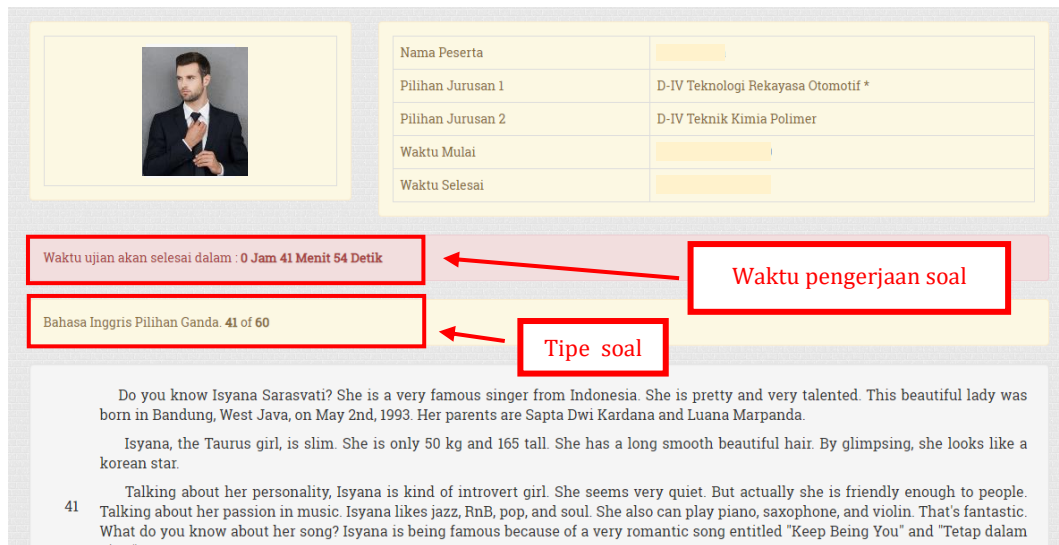 Nama Peserta
Pilihan Jurusan 1 D-IV Teknologi Rekayasa Otomotif *
Pilihan Jurusan 2 D-IV Teknik Kimia Polimer
Waktu Mulai
Waktu Selesai
Waktu ujian akan selesai dalam : 0 Jam 41 Menit 54 Detik
Waktu pengerjaan soal
Bahasa Inggris Pilihan Ganda. 41 of 60
Tipe soal
Do you know Isyana Sarasvati? She is a very famous singer from Indonesia. She is pretty and very talented. This beautiful lady was
born in Bandung, West Java, on May 2nd, 1993. Her parents are Sapta Dwi Kardana and Luana Marpanda.
Isyana, the Taurus girl, is slim. She is only 50 kg and 165 tall. She has a long smooth beautiful hair. By glimpsing, she looks like a
korean star.
Talking about her personality, Isyana is kind of introvert girl. She seems very quiet. But actually she is friendly enough to people.
41 Talking about her passion in music. Isyana likes jazz, RnB, pop, and soul. She also can play piano, saxophone, and violin. That's fantastic.
What do you know about her song? Isyana is being famous because of a very romantic song entitled "Keep Being You" and "Tetap dalam